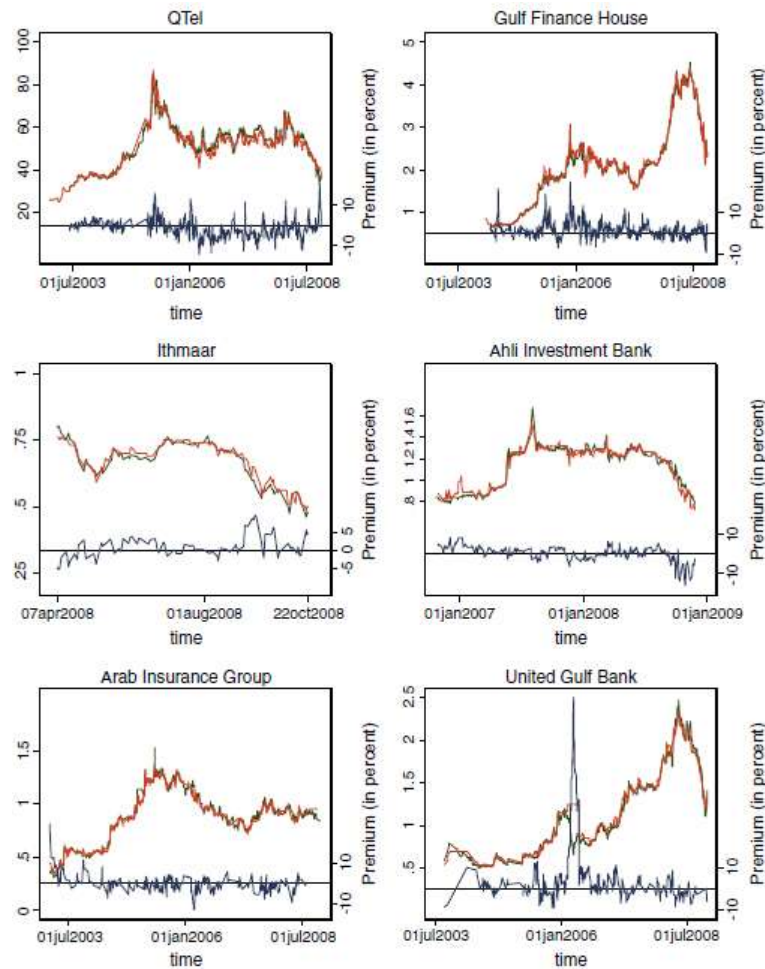 QTel
100
80
60
40
20
10
-10
Premium (in percent)
01jul2003 01jan2006 01jul2008
time
Gulf Finance House
5
4
3
2
1
10
-10
Premium (in percent)
01jul2003 01jan2006 01jul2008
time
Ithmaar
1
.75
.5
.25
5
0
-5
Premium (in percent)
07apr2008 01aug2008 22oct2008
time
Ahli Investment Bank
1.6
1.4
1.2
1
.8
10
-10
Premium (in percent)
01jan2007 01jan2008 01jan2009
time
Arab Insurance Group
1.5
1
.5
0
10
-10
Premium (in percent)
01jul2003 01jan2006 01jul2008
time
United Gulf Bank
2.5
2
1.5
1
.5
10
-10
Premium (in percent)
01jul2003 01jan2006 01jul2008
time